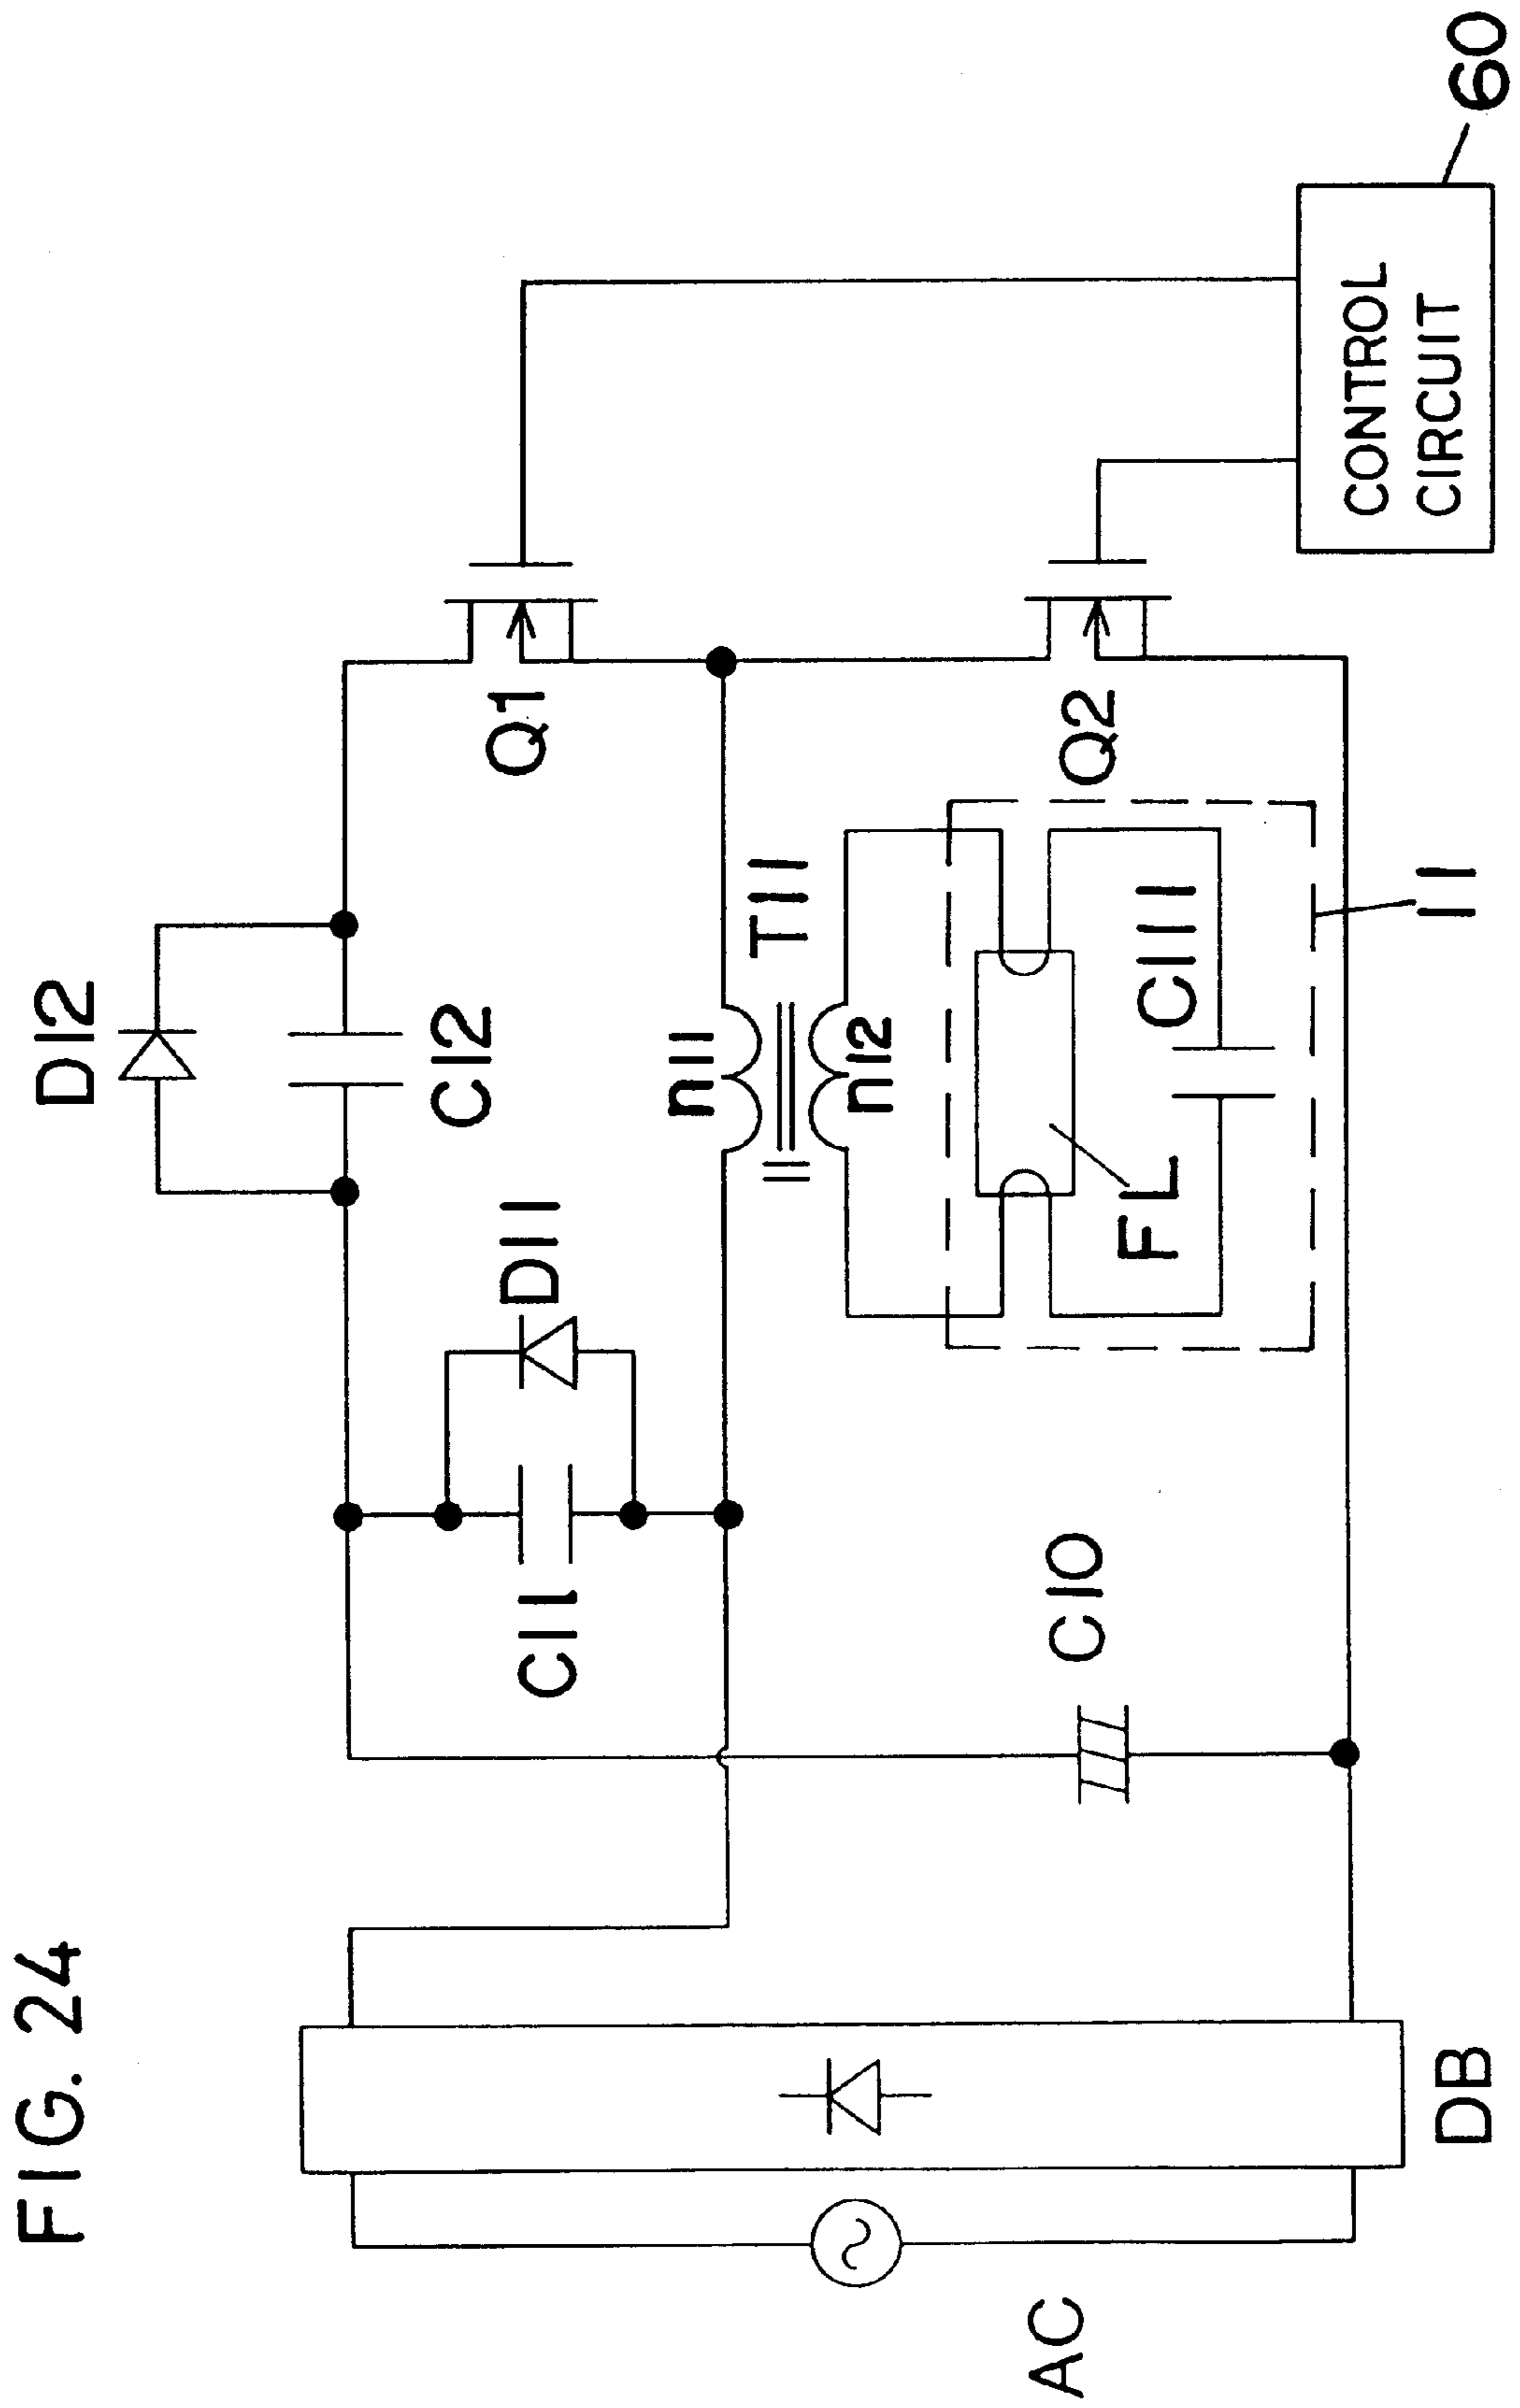 FIG. 24
D12
C12
Q1
D11
C11
n11
T11
n12
Q2
C10
FL
C111
11
CONTROL
CIRCUIT
60
AC
DB